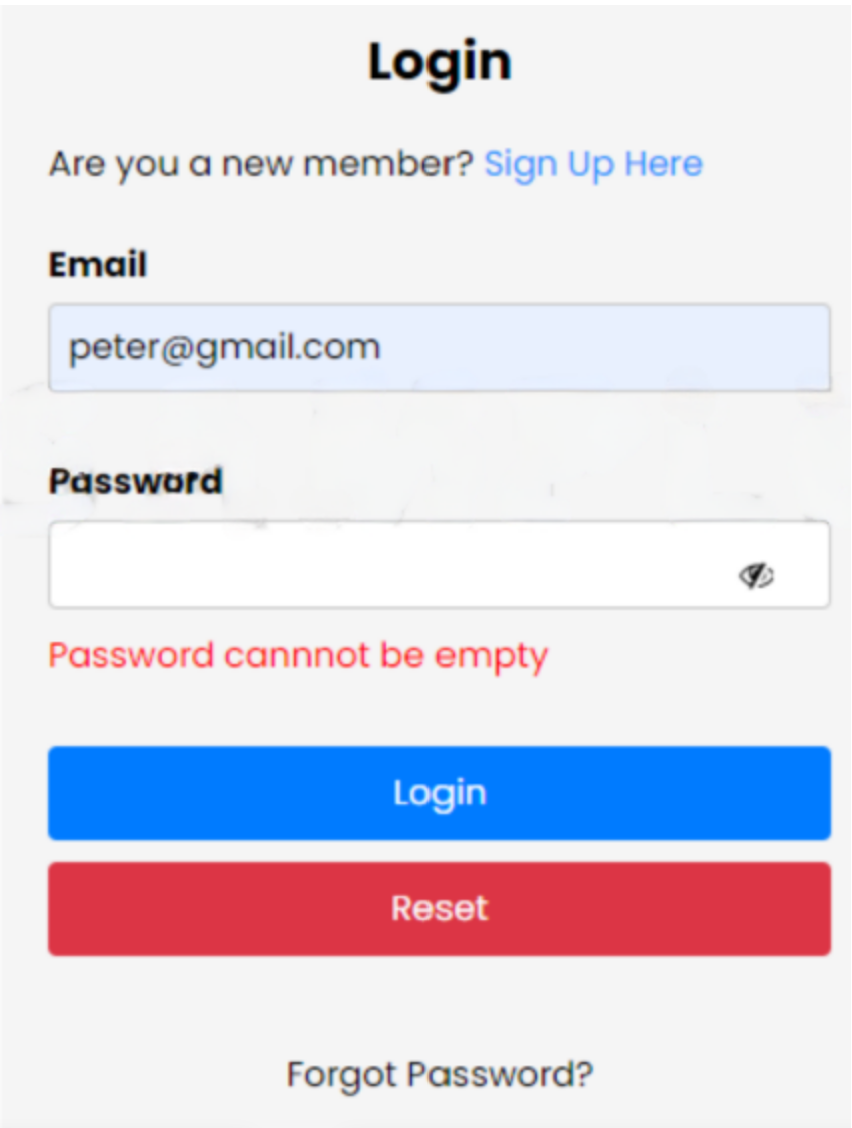 Login
Are you a new member? Sign Up Here
Email
peter@gmail.com
Password
Password cannnot be empty
Login
Reset
Forgot Password?